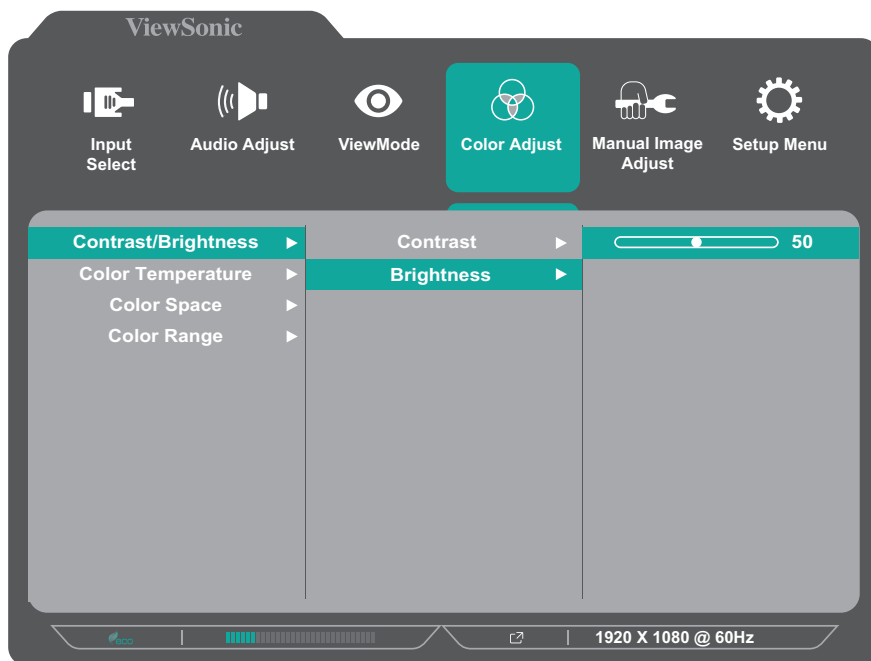 ViewSonic
Input Select
Audio Adjust
ViewMode
Color Adjust
Manual Image Adjust
Setup Menu
Contrast/Brightness
Contrast
50
Color Temperature
Brightness
Color Space
Color Range
eco
1920 X 1080 @ 60Hz